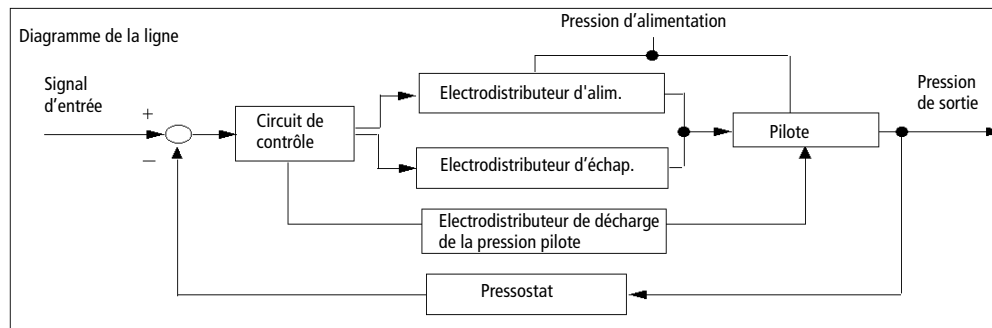 Pression d’alimentation
Diagramme de la ligne
Signal
d’entrée
+
−
Circuit de
contrôle
Electrodistributeur d'alim.
Electrodistributeur d’échap.
Pilote
Pression
de sortie
Electrodistributeur de décharge
de la pression pilote
Pressostat